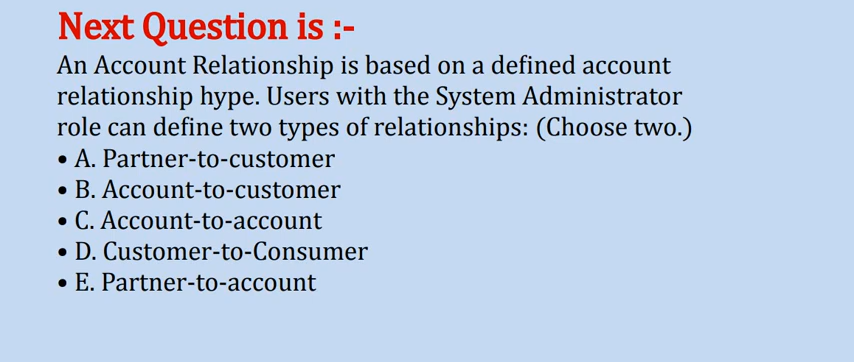 Next Question is :-
An Account Relationship is based on a defined account
relationship hype. Users with the System Administrator
role can define two types of relationships: (Choose two.)
• A. Partner-to-customer
• B. Account-to-customer
• C. Account-to-account
• D. Customer-to-Consumer
• E. Partner-to-account